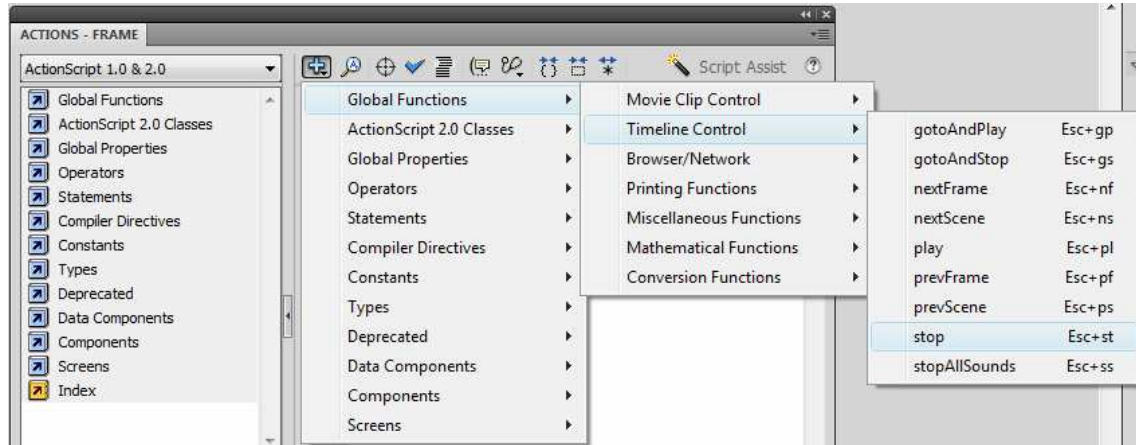 ACTIONS - FRAME
ActionScript 1.0 & 2.0
Script Assist
Global Functions
ActionScript 2.0 Classes
Global Properties
Operators
Statements
Compiler Directives
Constants
Types
Deprecated
Data Components
Components
Screens
Index
Global Functions
ActionScript 2.0 Classes
Global Properties
Operators
Statements
Compiler Directives
Constants
Types
Deprecated
Data Components
Components
Screens
Movie Clip Control
Timeline Control
Browser/Network
Printing Functions
Miscellaneous Functions
Mathematical Functions
Conversion Functions
gotoAndPlay Esc+gp
gotoAndStop Esc+gs
nextFrame Esc+nf
nextScene Esc+ns
play Esc+pl
prevFrame Esc+pf
prevScene Esc+ps
stop Esc+st
stopAllSounds Esc+ss